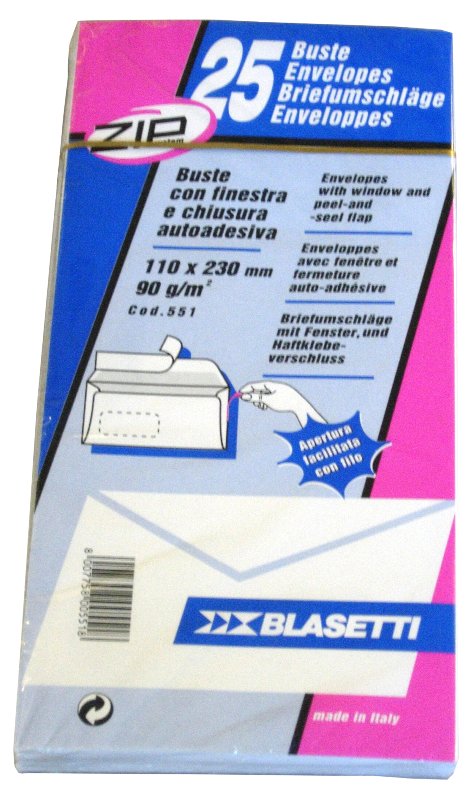 25
Buste
Envelopes
Briefumschläge
Enveloppes
ZIP
Buste
con finestra
e chiusura
autoadesiva
110 x 230 mm
90 g/m²
Cod.551
Envelopes
with window and
peel-and
-seel flap
Enveloppes
avec fenêtre et
fermeture
auto-adhésive
Briefumschläge
mit Fenster, und
Haftklebe-
verschluss
Apertura
facilitata
con filo
8007758005518
BLASETTI
made in Italy